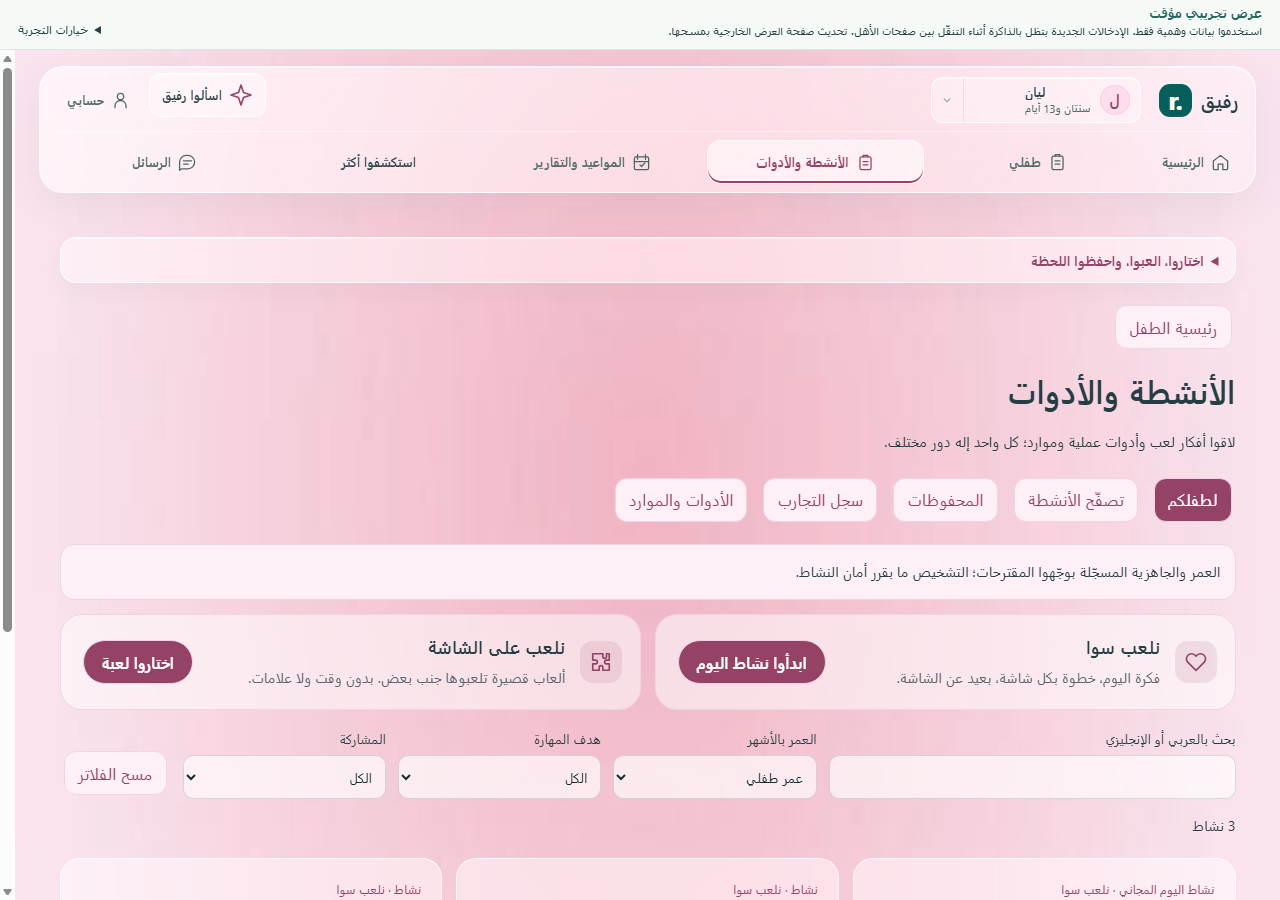 عرض تجريبي مؤقت
استخدموا بيانات وهمية فقط. الإدخالات الجديدة بتظل بالذاكرة أثناء التنقّل بين صفحات الأهل. تحديث صفحة العرض الخارجية بمسحها.
خيارات التجربة
رفيق
r.
ل
ليان
سنتان و13 أيام
اسألوا رفيق
حسابي
الرئيسية
طفلي
الأنشطة والأدوات
المواعيد والتقارير
استكشفوا أكثر
الرسائل
اختاروا، العبوا، واحفظوا اللحظة
رئيسية الطفل
الأنشطة والأدوات
لاقوا أفكار لعب وأدوات عملية وموارد؛ كل واحد إله دور مختلف.
لطفلكم
تصفّح الأنشطة
المحفوظات
سجل التجارب
الأدوات والموارد
العمر والجاهزية المسجّلة بوجّهوا المقترحات؛ التشخيص ما بقرر أمان النشاط.
نلعب سوا
فكرة اليوم، خطوة بكل شاشة، بعيد عن الشاشة.
ابدأوا نشاط اليوم
نلعب على الشاشة
ألعاب قصيرة تلعبوها جنب بعض. بدون وقت ولا علامات.
اختاروا لعبة
بحث بالعربي أو الإنجليزي
العمر بالأشهر
عمر طفلي
هدف المهارة
الكل
المشاركة
الكل
مسح الفلاتر
3 نشاط
نشاط اليوم المجاني · نلعب سوا
نشاط · نلعب سوا
نشاط · نلعب سوا